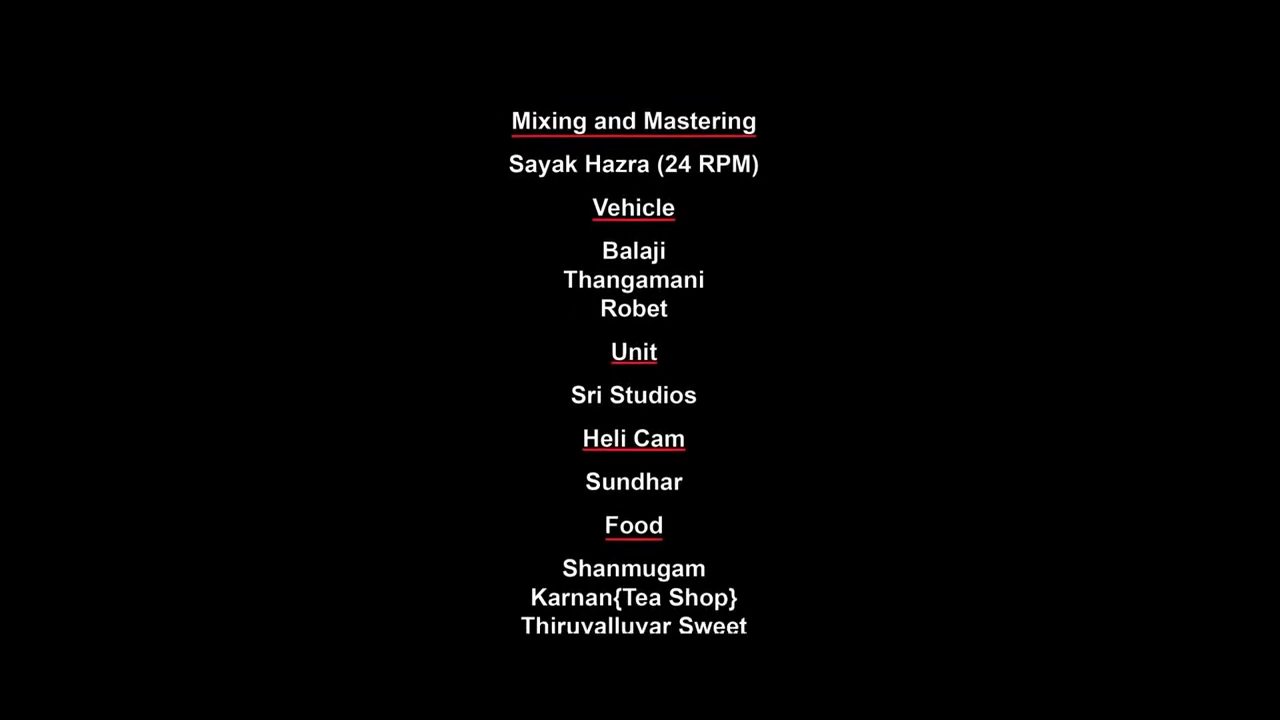 Mixing and Mastering
Sayak Hazra (24 RPM)
Vehicle
Balaji
Thangamani
Robet
Unit
Sri Studios
Heli Cam
Sundhar
Food
Shanmugam
Karnan{Tea Shop}
Thiruvalluvar Sweet